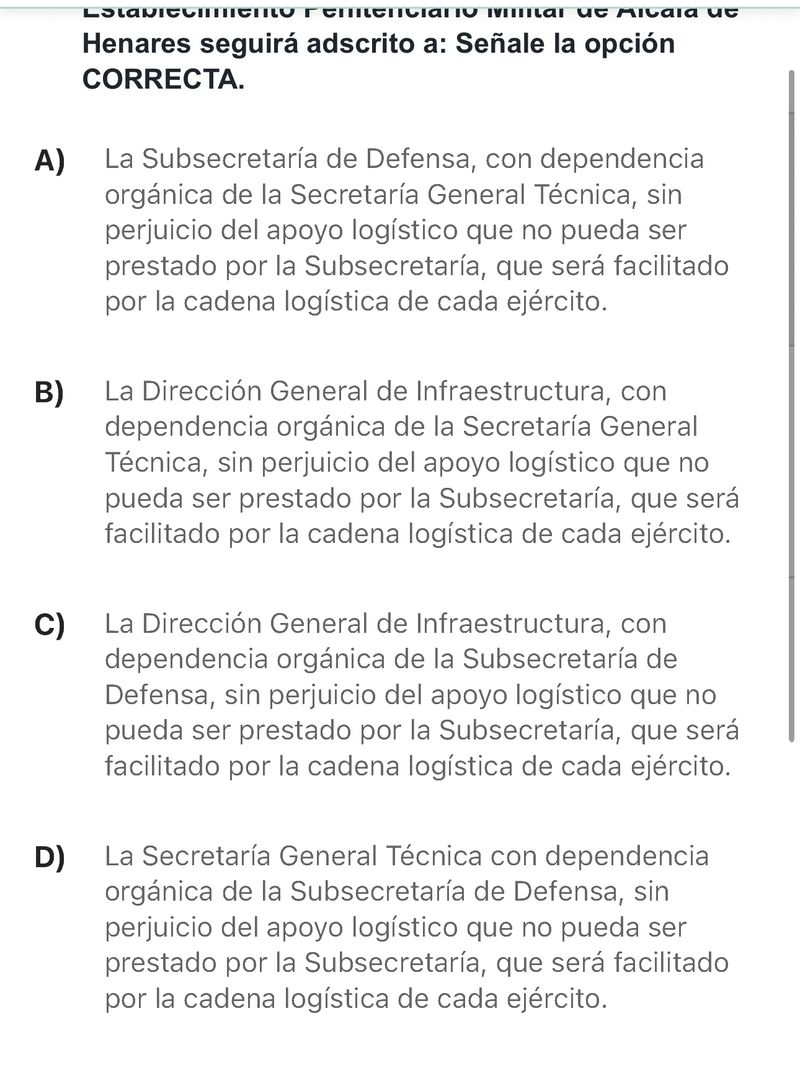 Establecimiento Penitenciario Militar de Alcalá de
Henares seguirá adscrito a: Señale la opción
CORRECTA.
A) La Subsecretaría de Defensa, con dependencia
orgánica de la Secretaría General Técnica, sin
perjuicio del apoyo logístico que no pueda ser
prestado por la Subsecretaría, que será facilitado
por la cadena logística de cada ejército.
B) La Dirección General de Infraestructura, con
dependencia orgánica de la Secretaría General
Técnica, sin perjuicio del apoyo logístico que no
pueda ser prestado por la Subsecretaría, que será
facilitado por la cadena logística de cada ejército.
C) La Dirección General de Infraestructura, con
dependencia orgánica de la Subsecretaría de
Defensa, sin perjuicio del apoyo logístico que no
pueda ser prestado por la Subsecretaría, que será
facilitado por la cadena logística de cada ejército.
D) La Secretaría General Técnica con dependencia
orgánica de la Subsecretaría de Defensa, sin
perjuicio del apoyo logístico que no pueda ser
prestado por la Subsecretaría, que será facilitado
por la cadena logística de cada ejército.